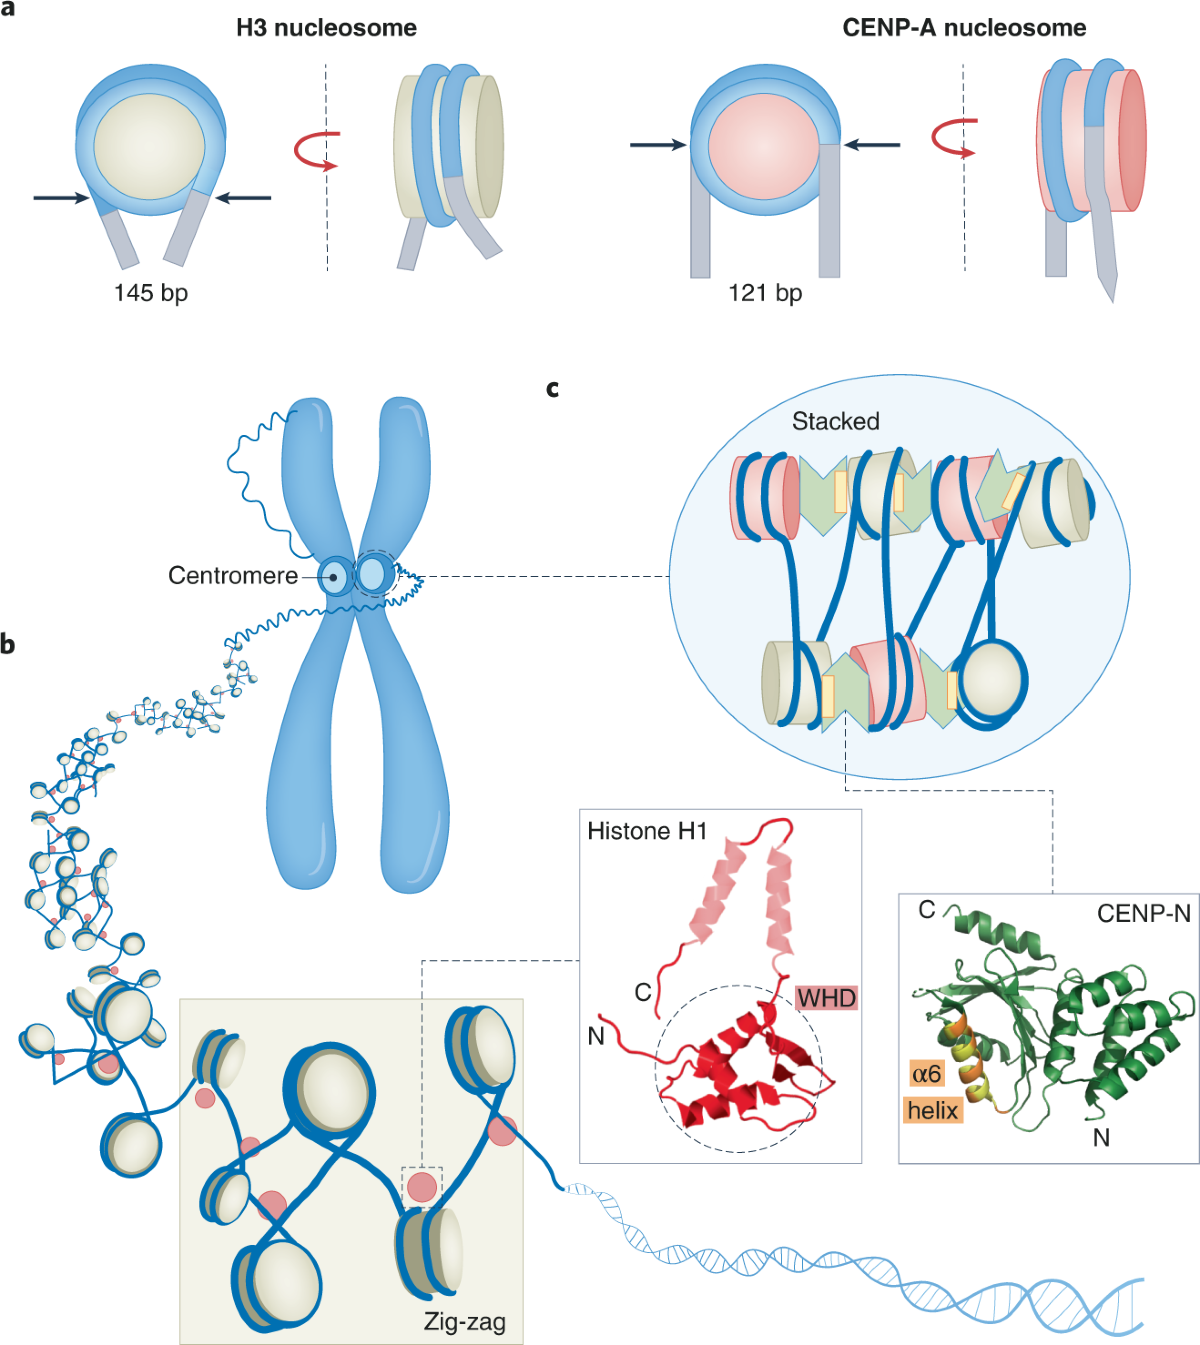 a
H3 nucleosome
CENP-A nucleosome
145 bp
121 bp
c
Stacked
Centromere
b
Histone H1
C
N
WHD
C
CENP-N
α6
helix
N
Zig-zag